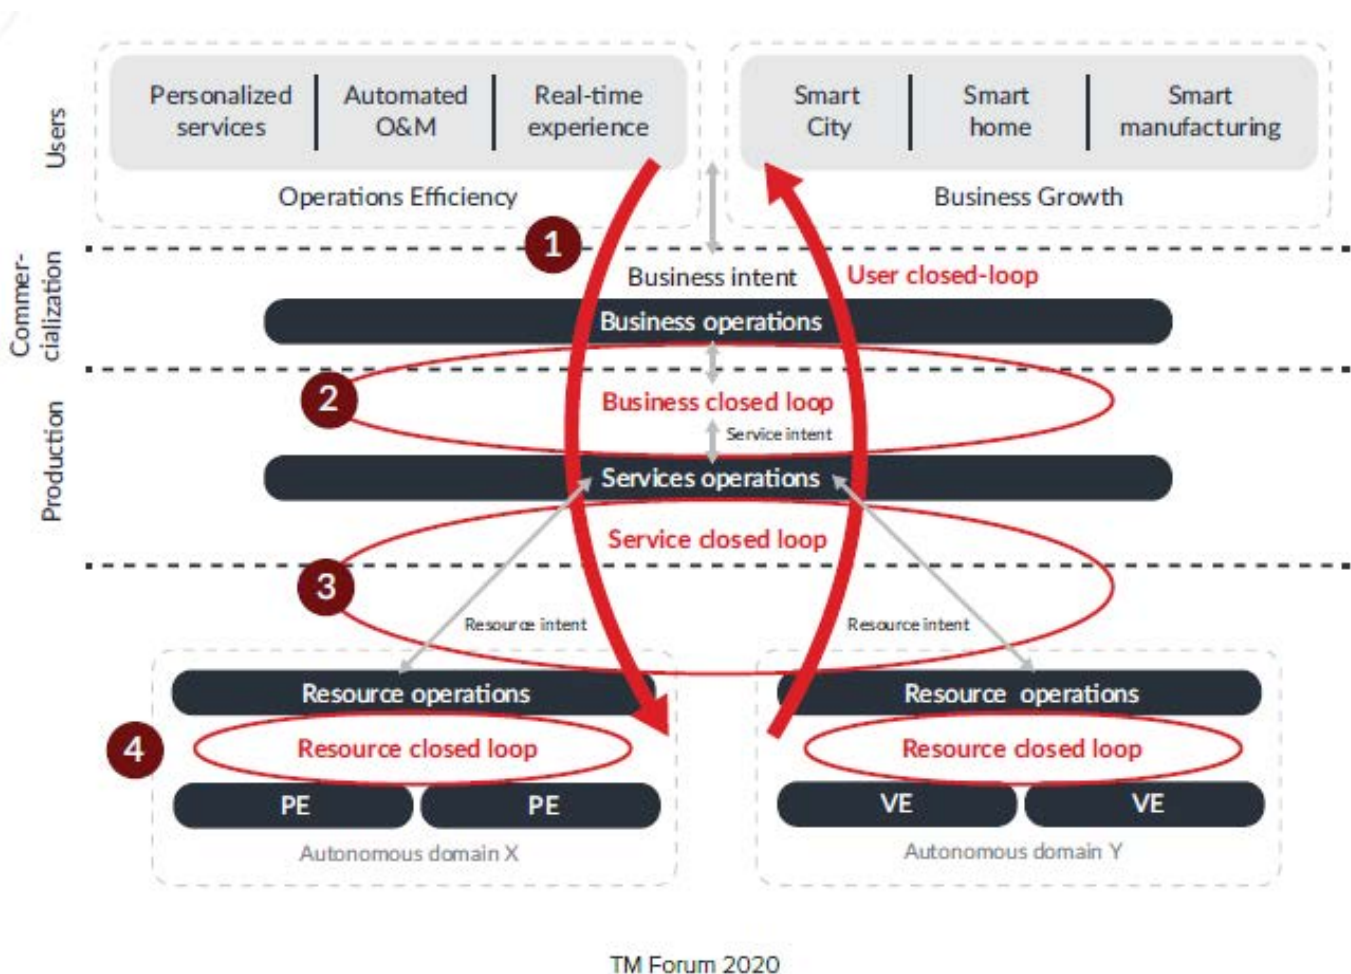 Users
Personalized
services
Automated
O&M
Real-time
experience
Operations Efficiency
Smart
City
Smart
home
Smart
manufacturing
Business Growth
1
Commer-
cialization
Business intent
User closed-loop
Business operations
2
Business closed loop
Service intent
Production
Services operations
Service closed loop
3
Resource intent
Resource intent
Resource operations
Resource closed loop
4
PE
PE
Autonomous domain X
Resource operations
Resource closed loop
VE
VE
Autonomous domain Y
TM Forum 2020